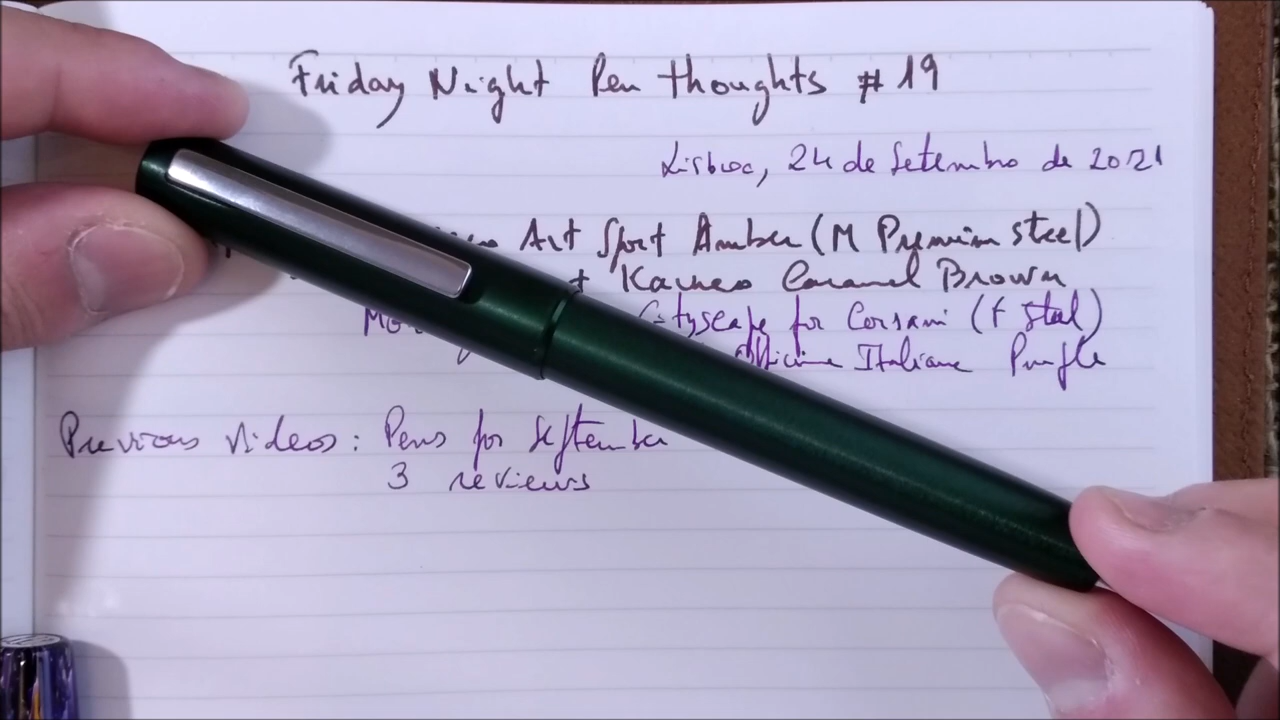 Friday Night Pen thoughts #19
Lisboa, 24 de Setembro de 2021
Art Sport Amber (M Premium steel)
+ Kaweco Caramel Brown
Cityscape for Corsani (F Steel)
Officine Italiane Purple
Previous videos: Pens for September
3 reviews